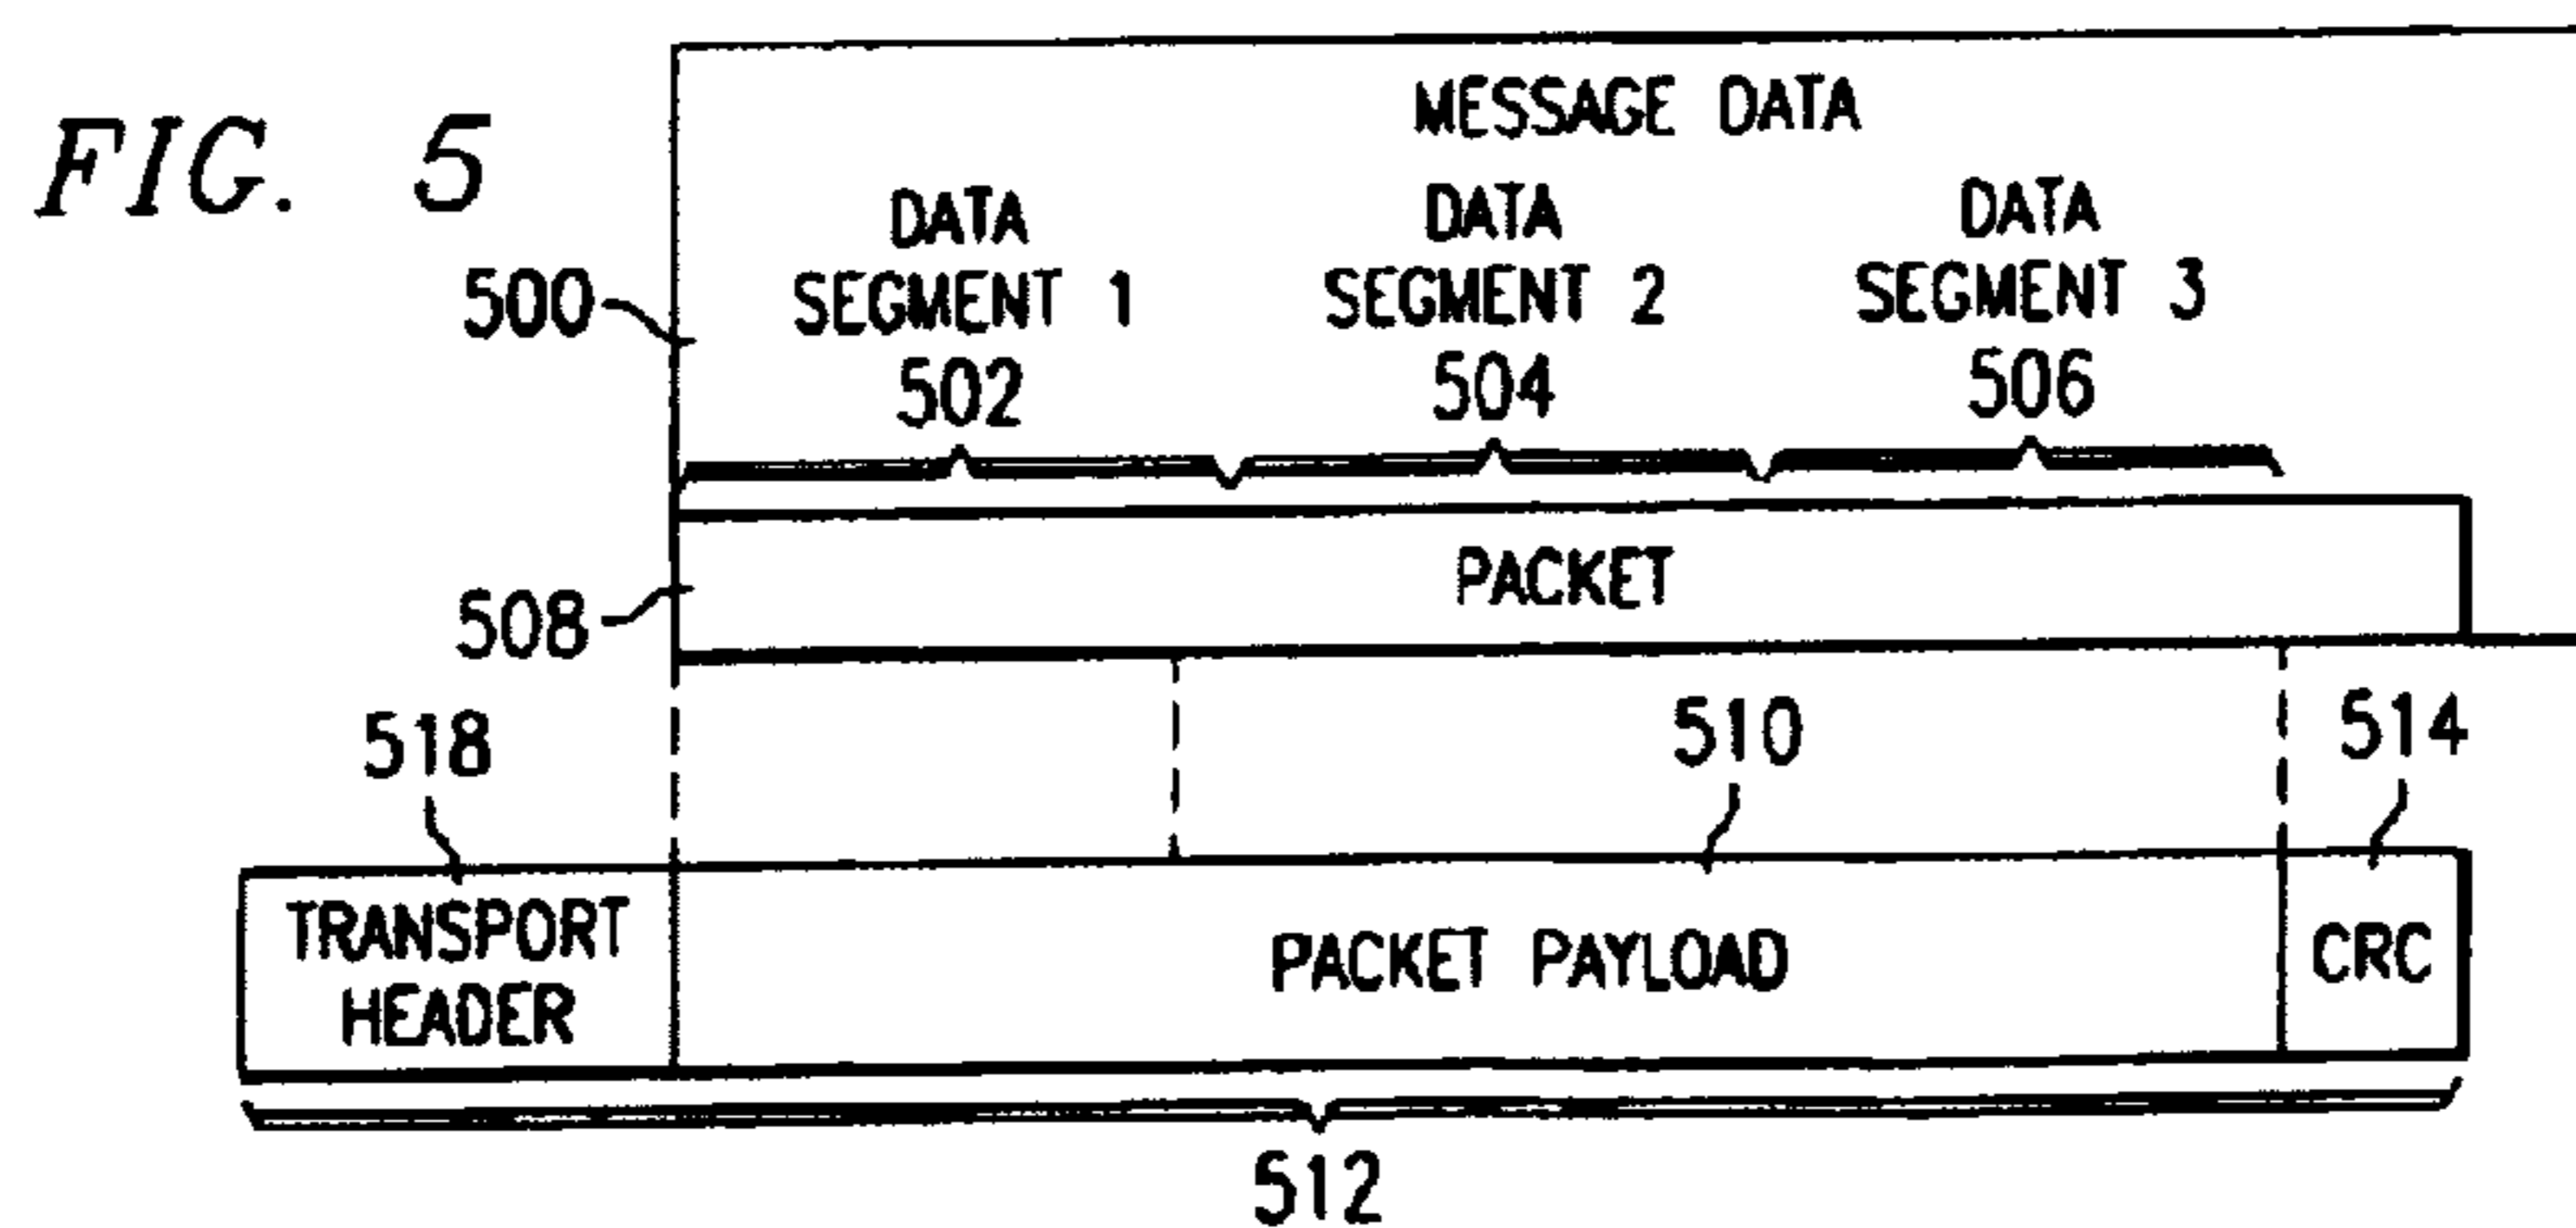 FIG. 5
MESSAGE DATA
DATA SEGMENT 1
502
DATA SEGMENT 2
504
DATA SEGMENT 3
506
500
PACKET
508
518
510
514
TRANSPORT HEADER
PACKET PAYLOAD
CRC
512